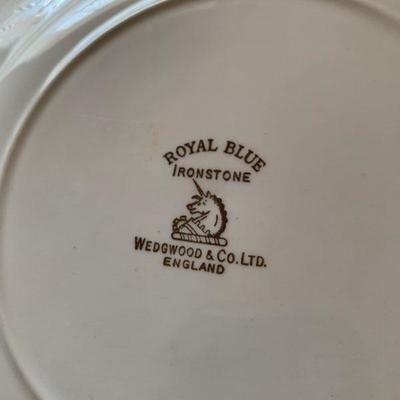 ROYAL BLUE
IRONSTONE
WEDGWOOD & CO. LTD.
ENGLAND